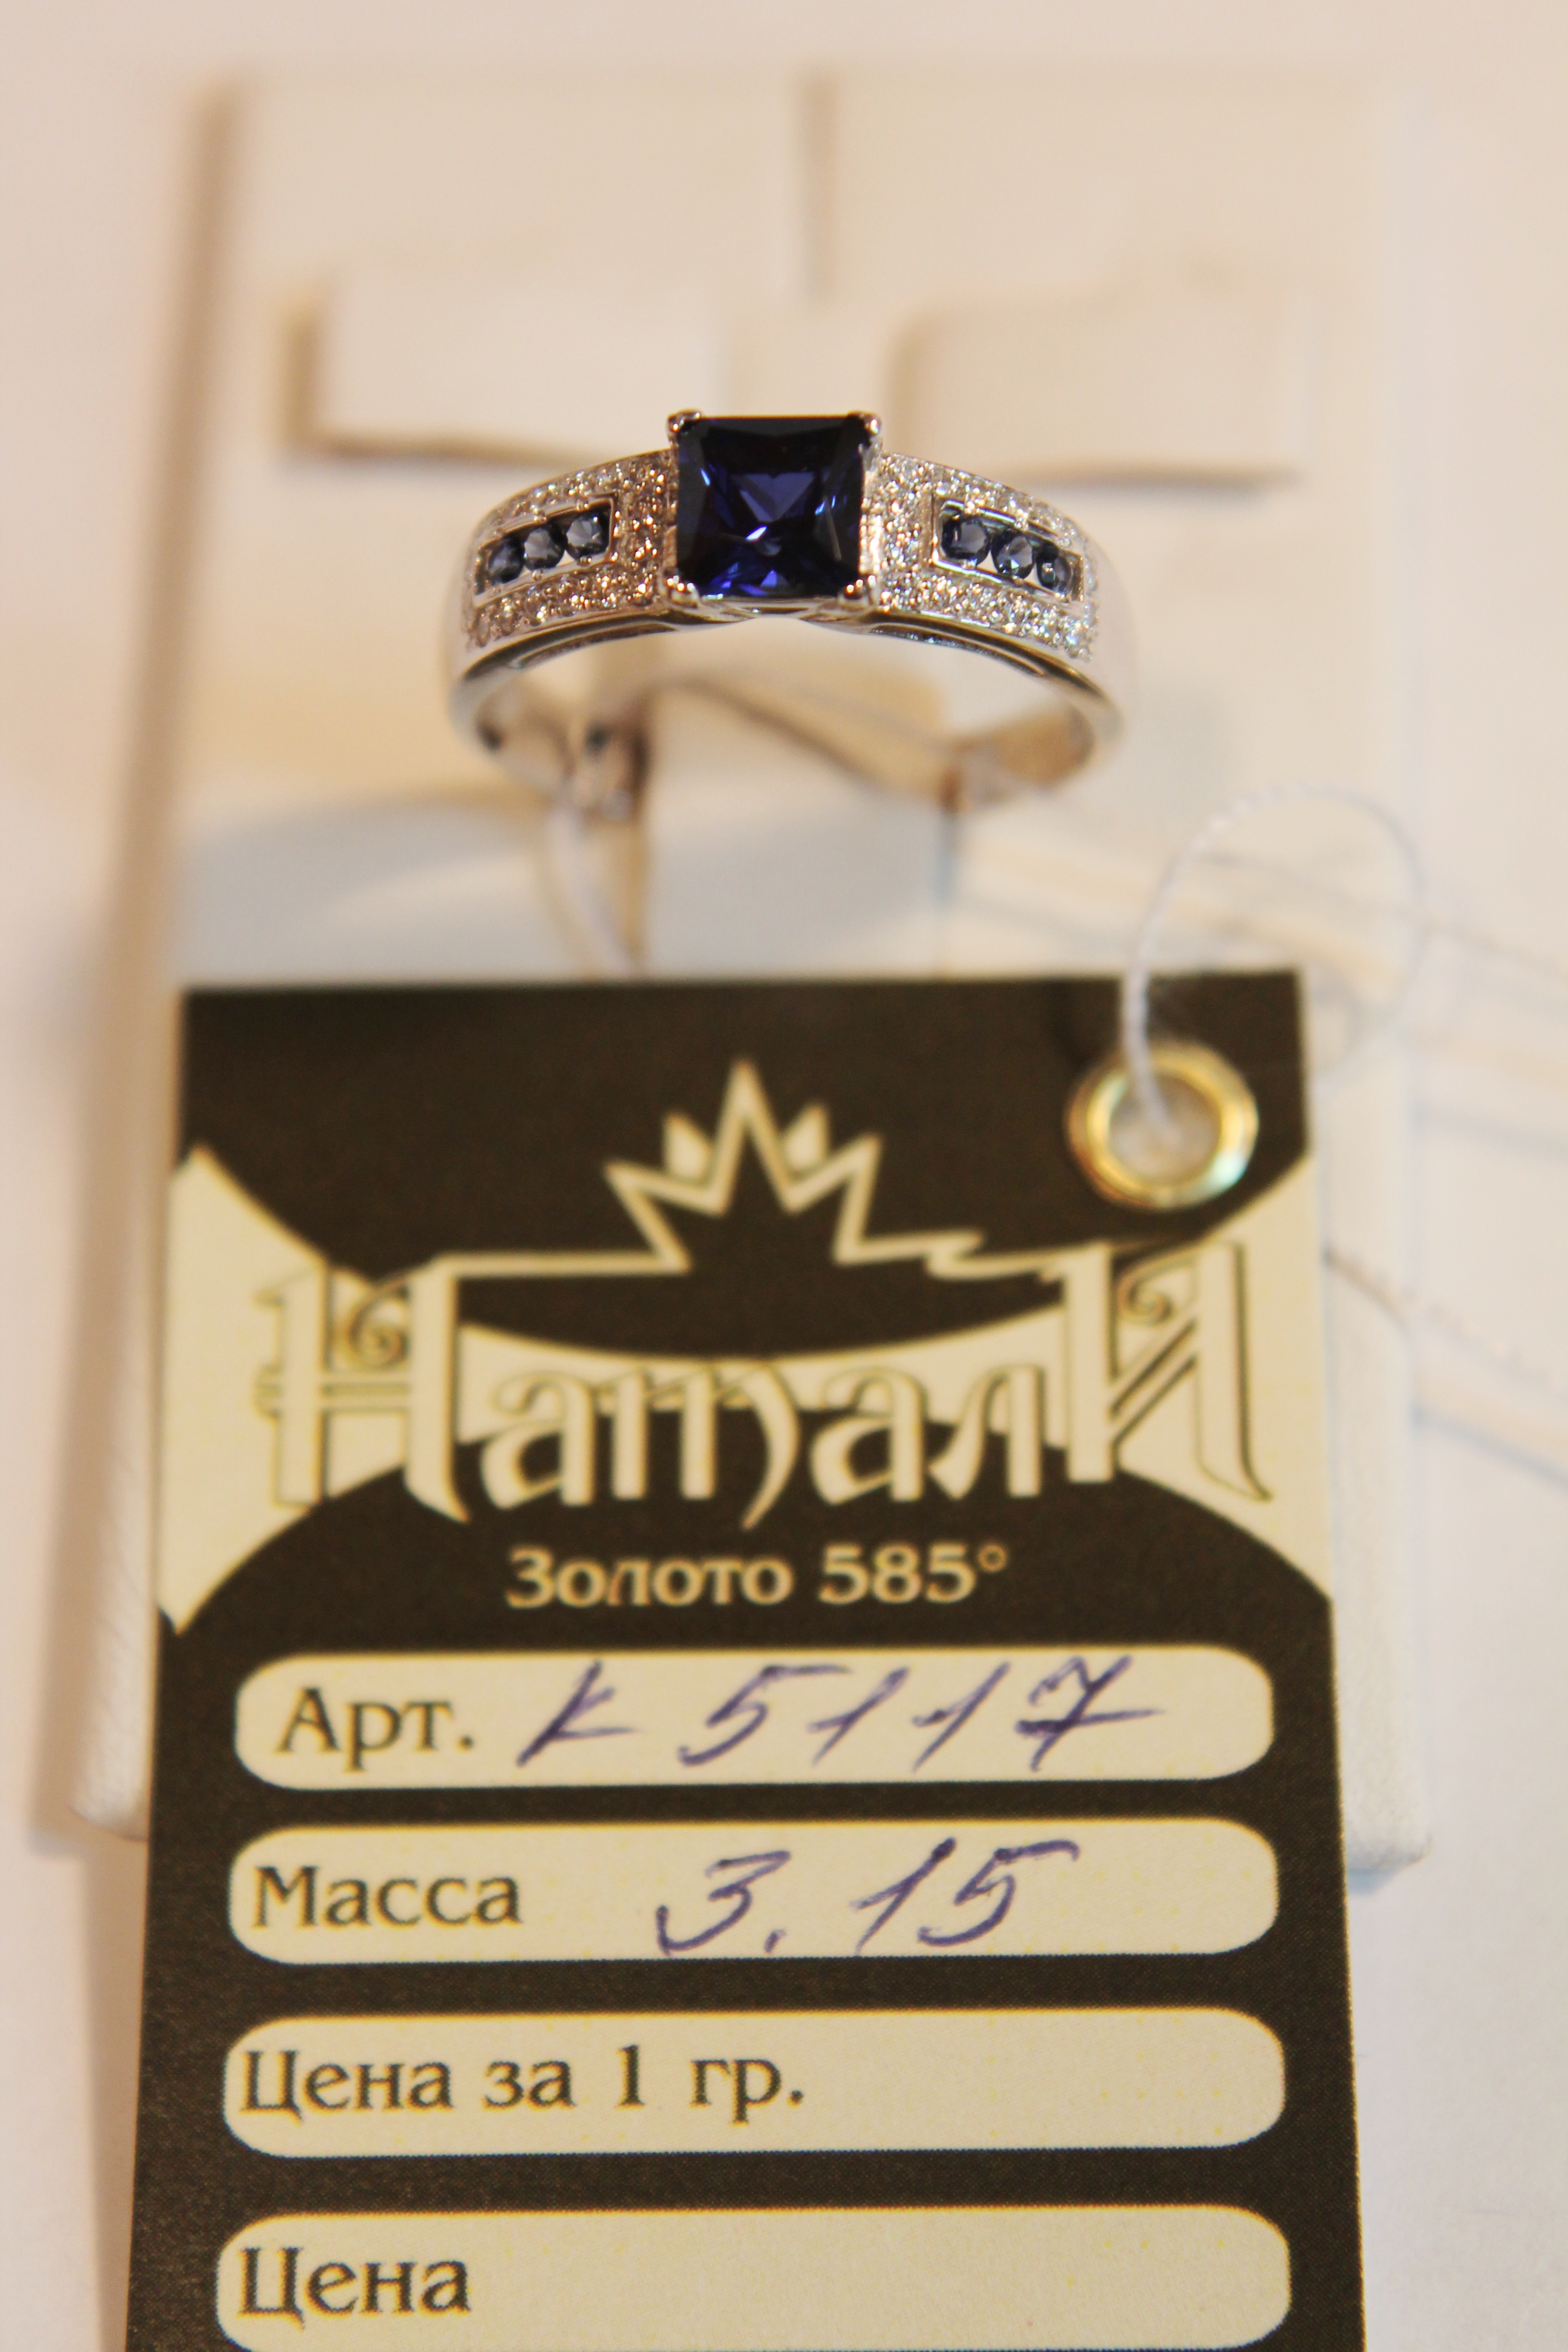 Натали
Золото 585°
Арт. К 5117
Масса 3.15
Цена за 1 гр.
Цена